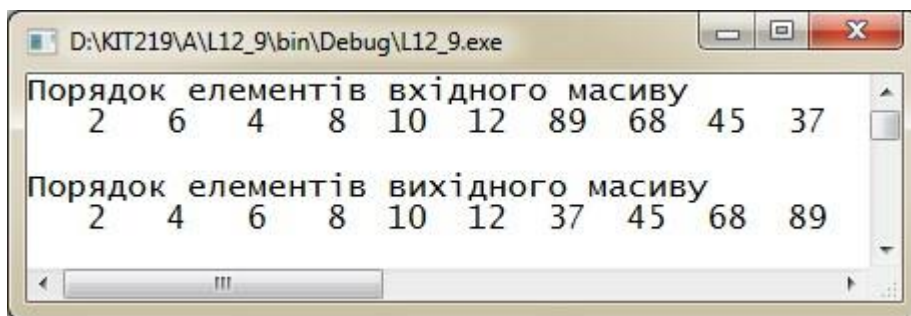 D:\KIT219\A\L12_9\bin\Debug\L12_9.exe
Порядок елементів вхідного масиву
2 6 4 8 10 12 89 68 45 37
Порядок елементів вихідного масиву
2 4 6 8 10 12 37 45 68 89